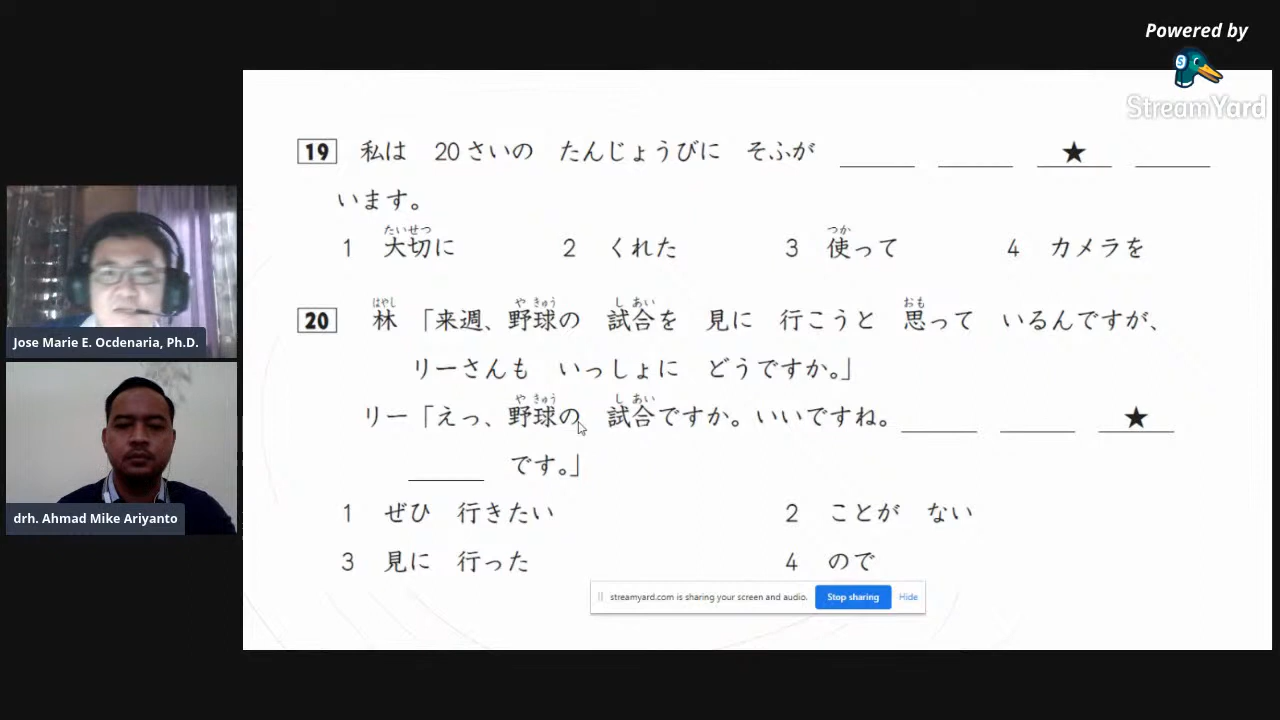 Powered by
StreamYard
19 私は 20さいの たんじょうびに そふが ____ ____ __★__ ____
います。
たいせつ つか
1 大切に 2 くれた 3 使って 4 カメラを
はやし や きゅう し あい おも
20 林「来週、野球の 試合を 見に 行こうと 思って いるんですが、
リーさんも いっしょに どうですか。」
や きゅう し あい
リー「えっ、野球の 試合ですか。いいですね。____ ____ __★__
____ です。」
1 ぜひ 行きたい 2 ことが ない
3 見に 行った 4 ので
streamyard.com is sharing your screen and audio. Stop sharing Hide
Jose Marie E. Ocdenaria, Ph.D.
drh. Ahmad Mike Ariyanto